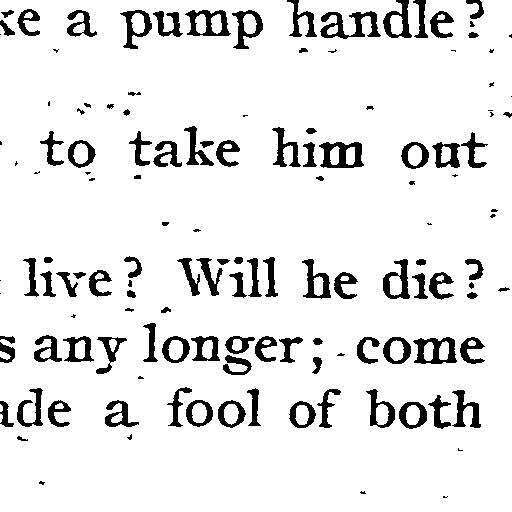 ke a pump handle?
to take him out
live? Will he die?
s any longer; come
ade a fool of both